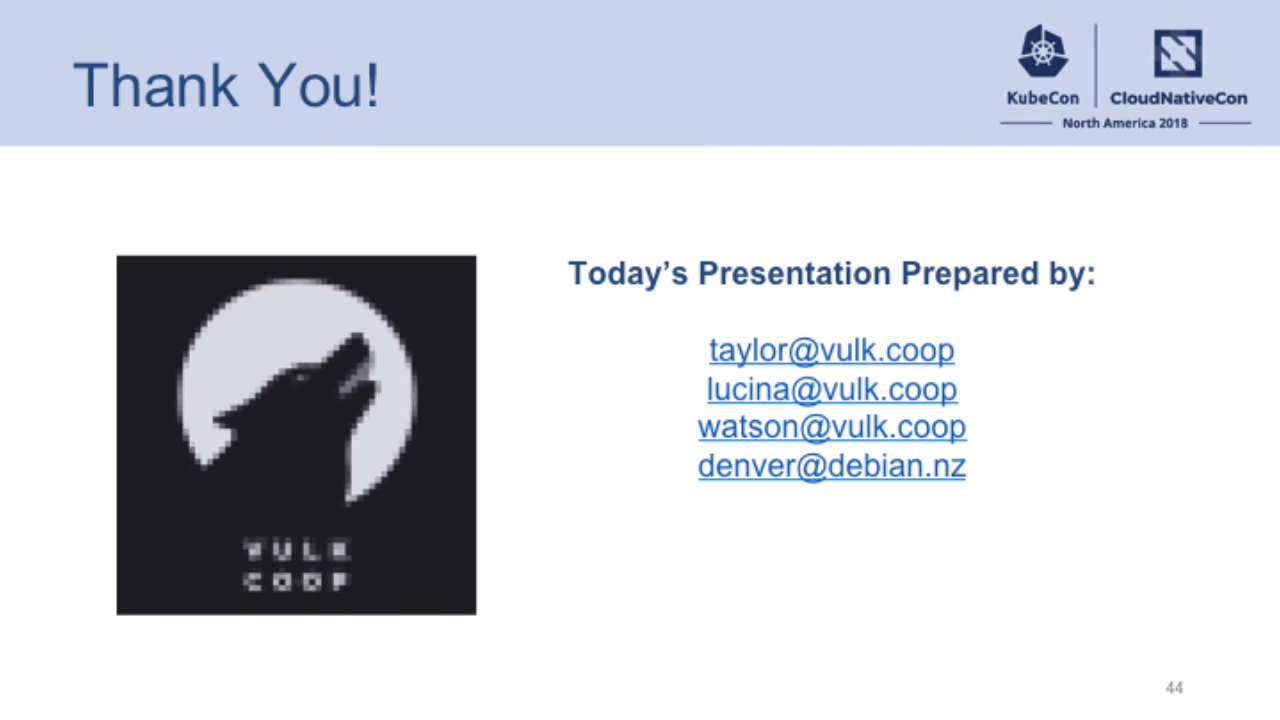 Thank You!
KubeCon
CloudNativeCon
North America 2018
Today’s Presentation Prepared by:
taylor@vulk.coop
lucina@vulk.coop
watson@vulk.coop
denver@debian.nz
VULK
COOP
44